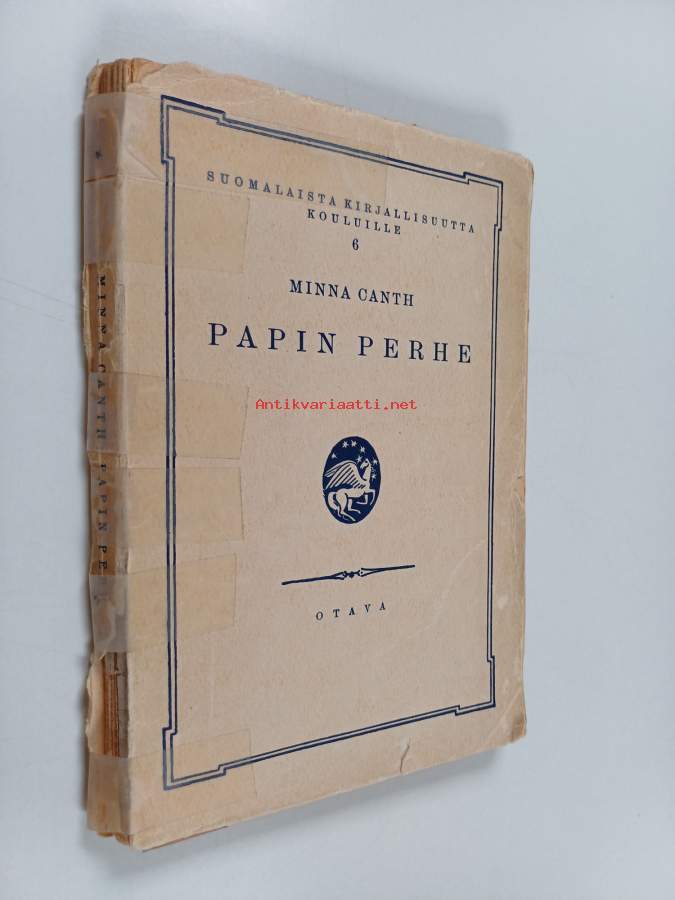 SUOMALAISTA KIRJALLISUUTTA
KOULUILLE
6
MINNA CANTH
PAPIN PERHE
Antikvariaatti.net
OTAVA
MINNA CANTH PAPIN PE